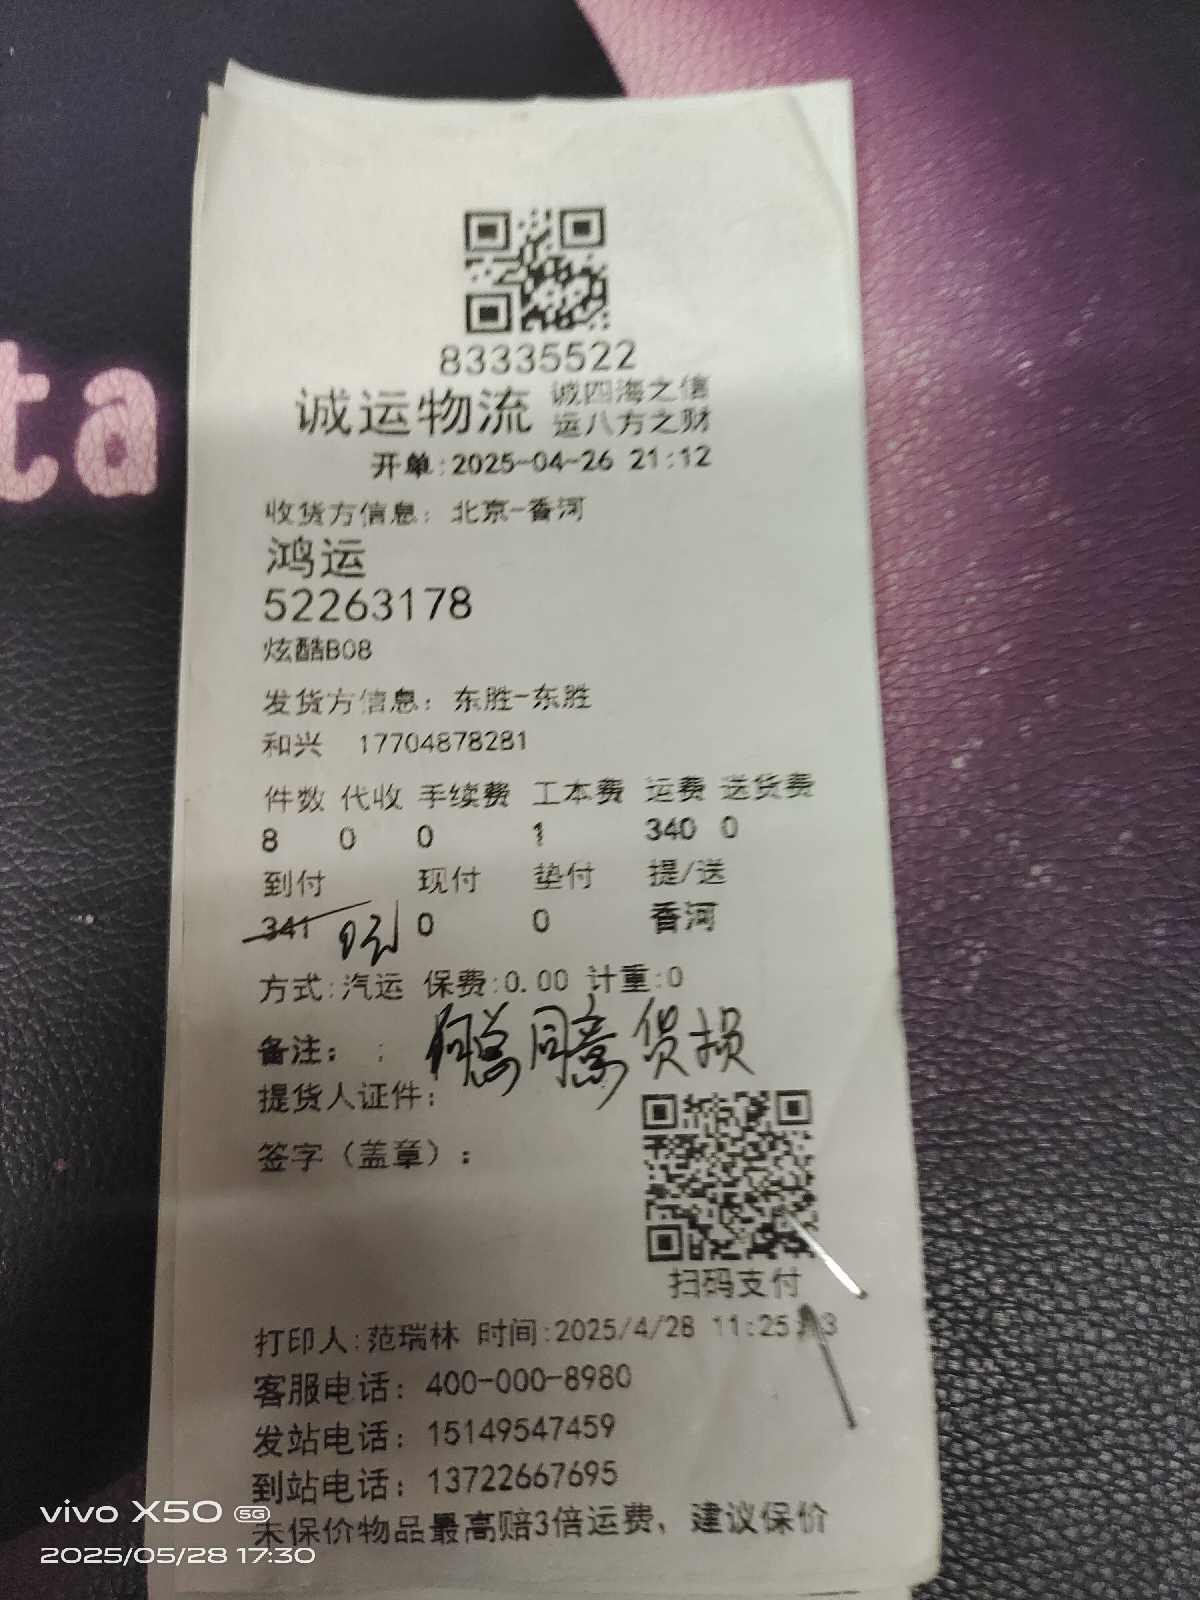 ta
83335522
诚运物流 诚四海之信
运八方之财
开单:2025-04-26 21:12
收货方信息: 北京-香河
鸿运
52263178
炫酷B08
发货方信息: 东胜-东胜
和兴 17704878281
件数 代收 手续费 工本费 运费 送货费
8 0 0 1 340 0
到付 现付 垫付 提/送
341 0 0 香河
方式:汽运 保费:0.00 计重:0
备注: : 何总同意货损
提货人证件:
签字(盖章):
扫码支付
打印人:范瑞林 时间:2025/4/28 11:25: 3
客服电话: 400-000-8980
发站电话: 15149547459
到站电话: 13722667695
未保价物品最高赔3倍运费、建议保价
vivo X50 5G
2025/05/28 17:30